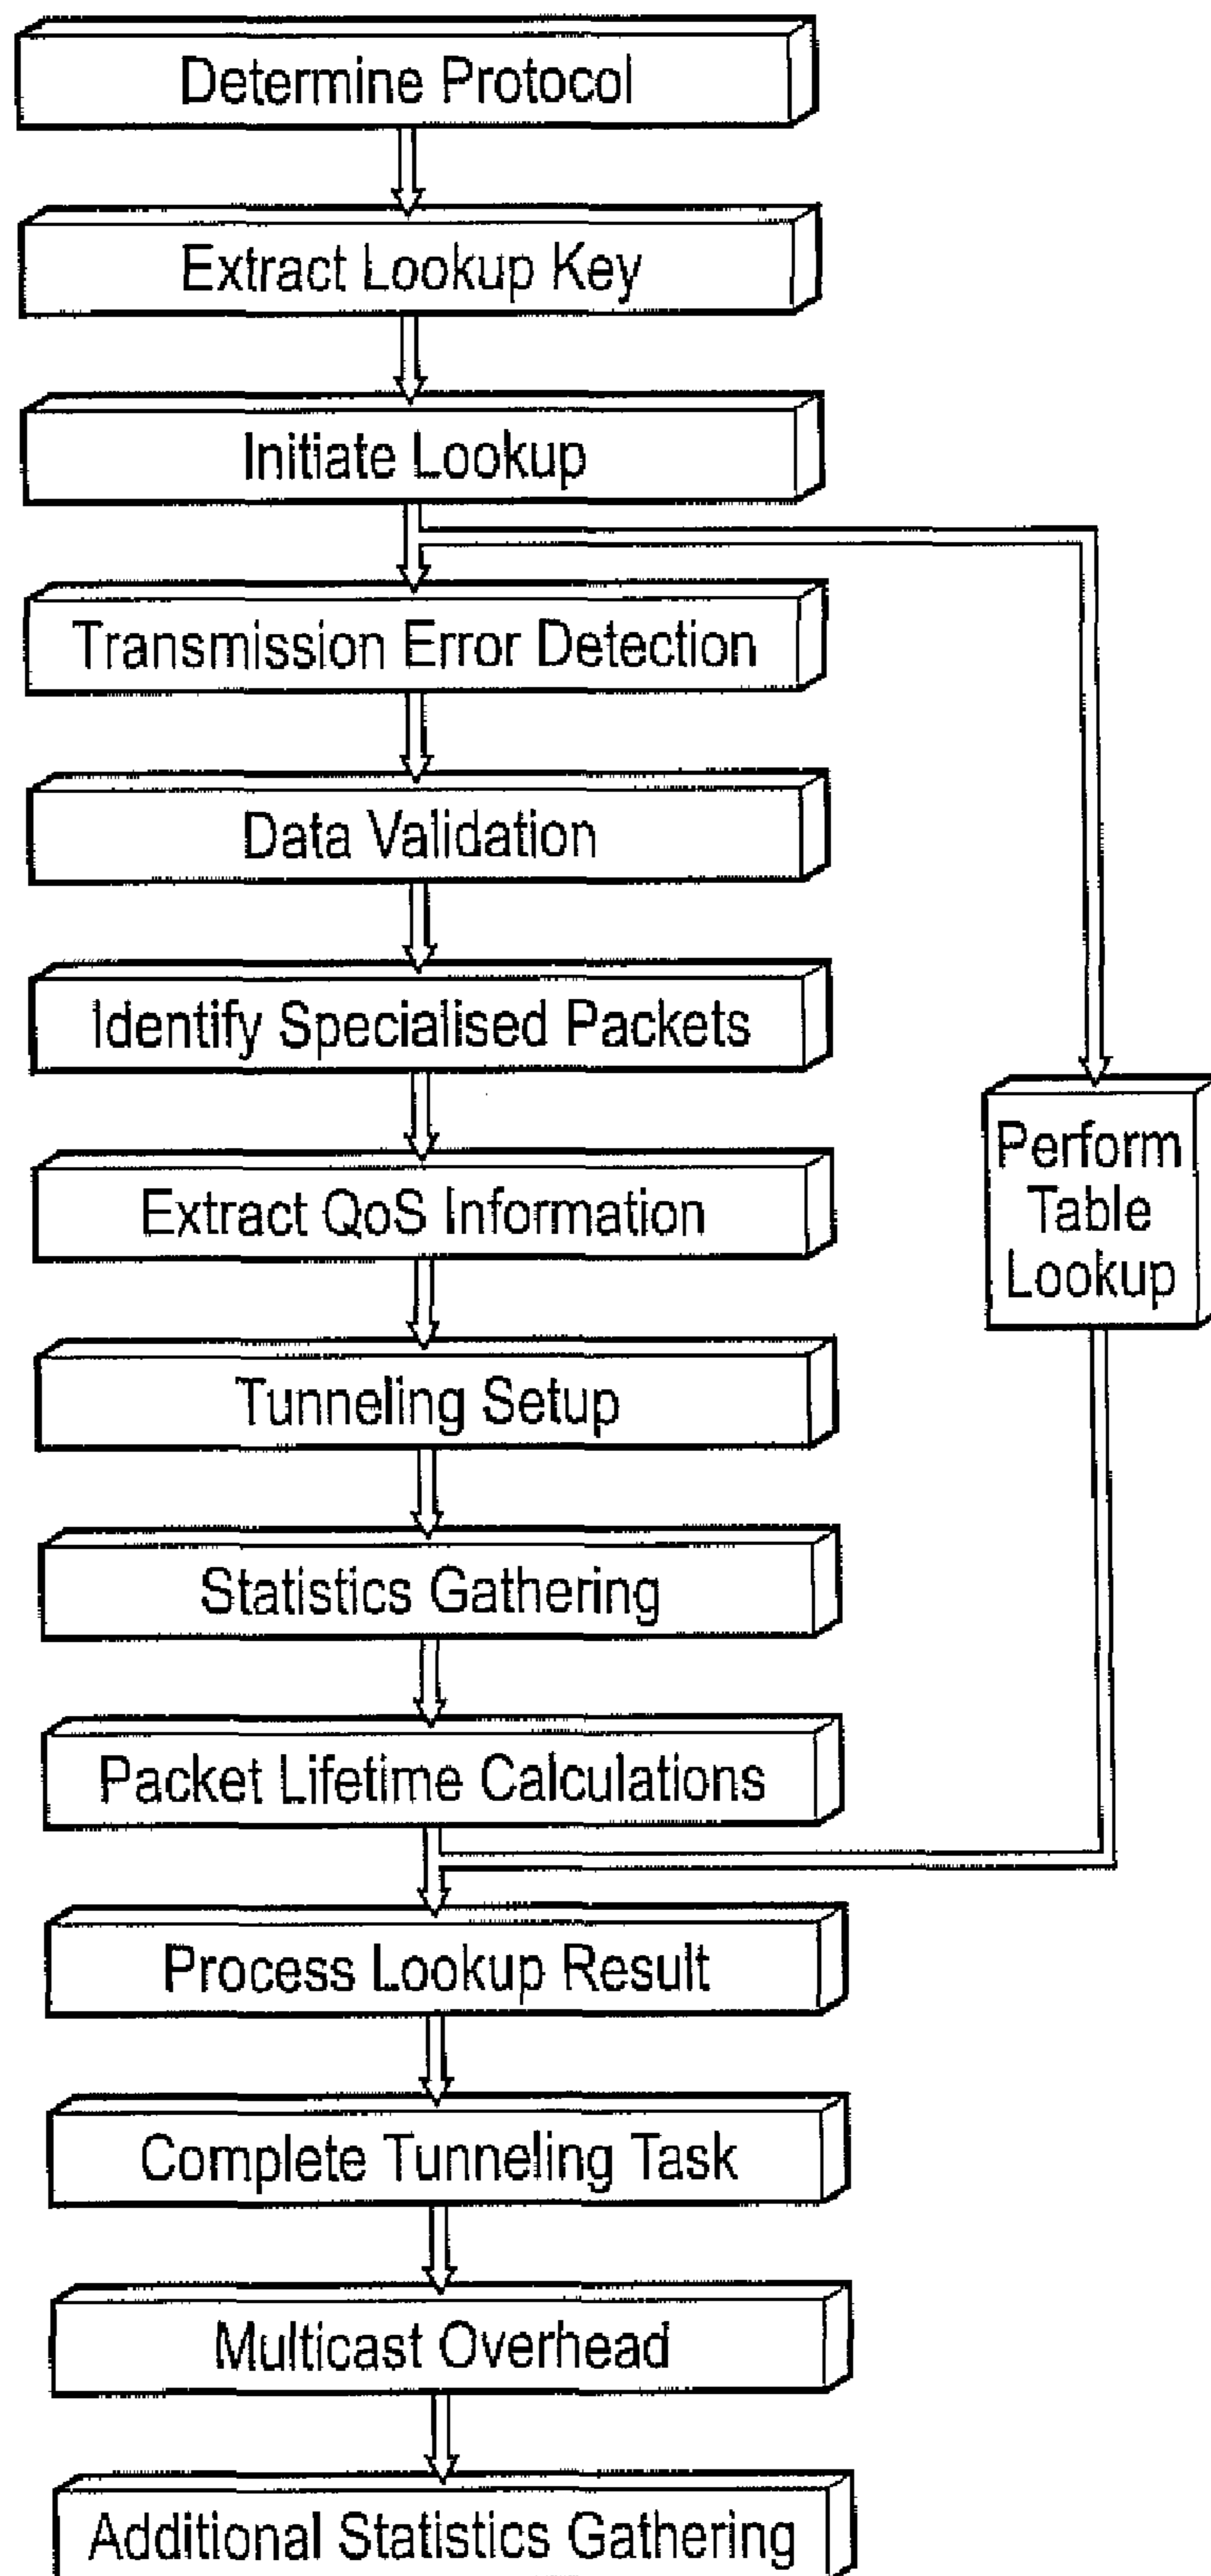 Determine Protocol
Extract Lookup Key
Initiate Lookup
Transmission Error Detection
Data Validation
Identify Specialised Packets
Extract QoS Information
Perform
Table
Lookup
Tunneling Setup
Statistics Gathering
Packet Lifetime Calculations
Process Lookup Result
Complete Tunneling Task
Multicast Overhead
Additional Statistics Gathering